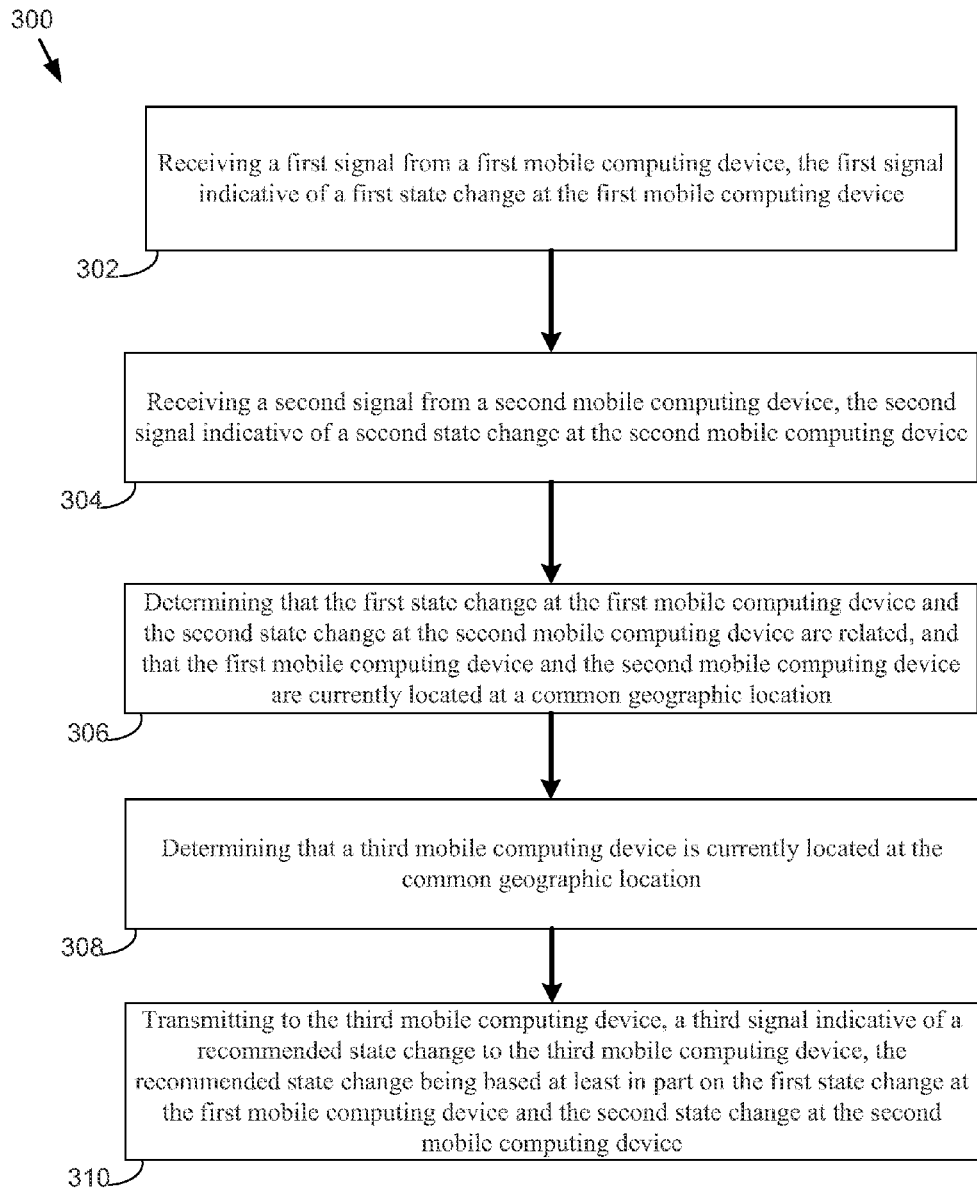 300
Receiving a first signal from a first mobile computing device, the first signal
indicative of a first state change at the first mobile computing device
302
Receiving a second signal from a second mobile computing device, the second
signal indicative of a second state change at the second mobile computing device
304
Determining that the first state change at the first mobile computing device and
the second state change at the second mobile computing device are related, and
that the first mobile computing device and the second mobile computing device
are currently located at a common geographic location
306
Determining that a third mobile computing device is currently located at the
common geographic location
308
Transmitting to the third mobile computing device, a third signal indicative of a
recommended state change to the third mobile computing device, the
recommended state change being based at least in part on the first state change at
the first mobile computing device and the second state change at the second
mobile computing device
310